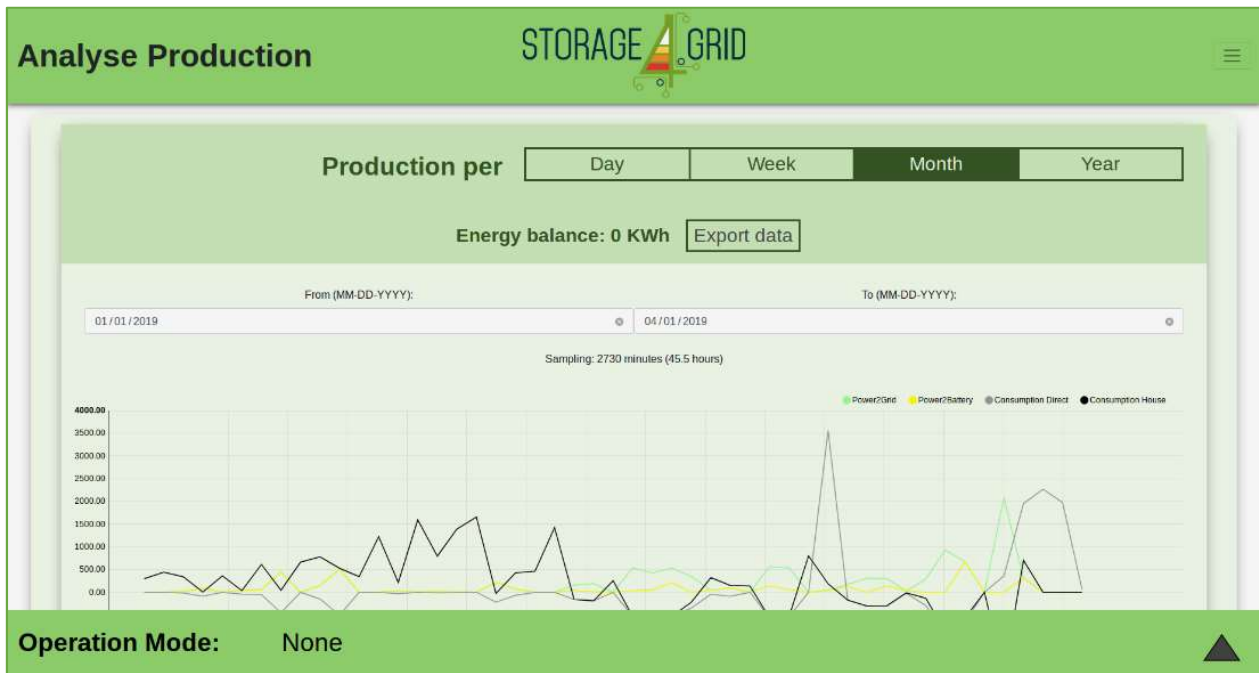 Analyse Production
STORAGE 4 GRID
Production per Day Week Month Year
Energy balance: 0 KWh Export data
From (MM-DD-YYYY): To (MM-DD-YYYY):
01/01/2019 04/01/2019
Sampling: 2730 minutes (45.5 hours)
Power2Grid Power2Battery Consumption Direct Consumption House
4000.00
3500.00
3000.00
2500.00
2000.00
1500.00
1000.00
500.00
0.00
Operation Mode: None